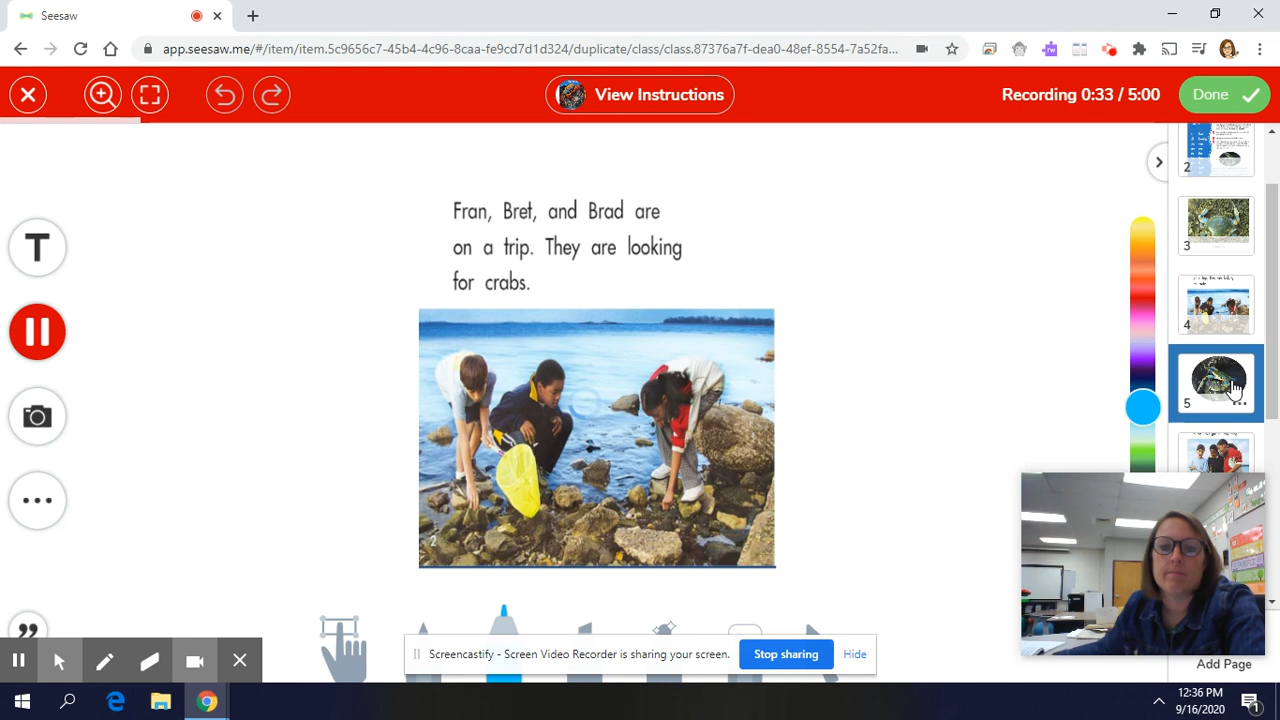 Seesaw
app.seesaw.me/#/item/item.5c9656c7-45b4-4c96-8caa-fe9cd7d1d324/duplicate/class/class.87376a7f-dea0-48ef-8554-7a52fa...
View Instructions
Recording 0:33 / 5:00
Done
Fran, Bret, and Brad are
on a trip. They are looking
for crabs.
2
T
2
3
4
5
Add Page
Screencastify - Screen Video Recorder is sharing your screen.
Stop sharing
Hide
12:36 PM
9/16/2020
1